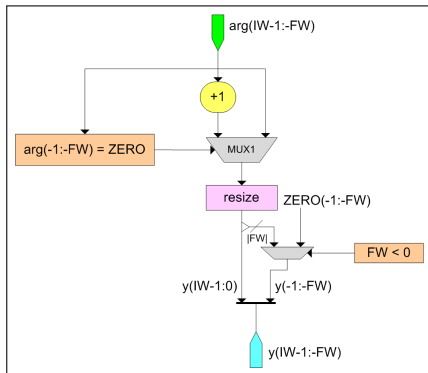 arg(IW-1:-FW)
+1
arg(-1:-FW) = ZERO
MUX1
resize
ZERO(-1:-FW)
|FW|
FW < 0
y(IW-1:0)
y(-1:-FW)
y(IW-1:-FW)